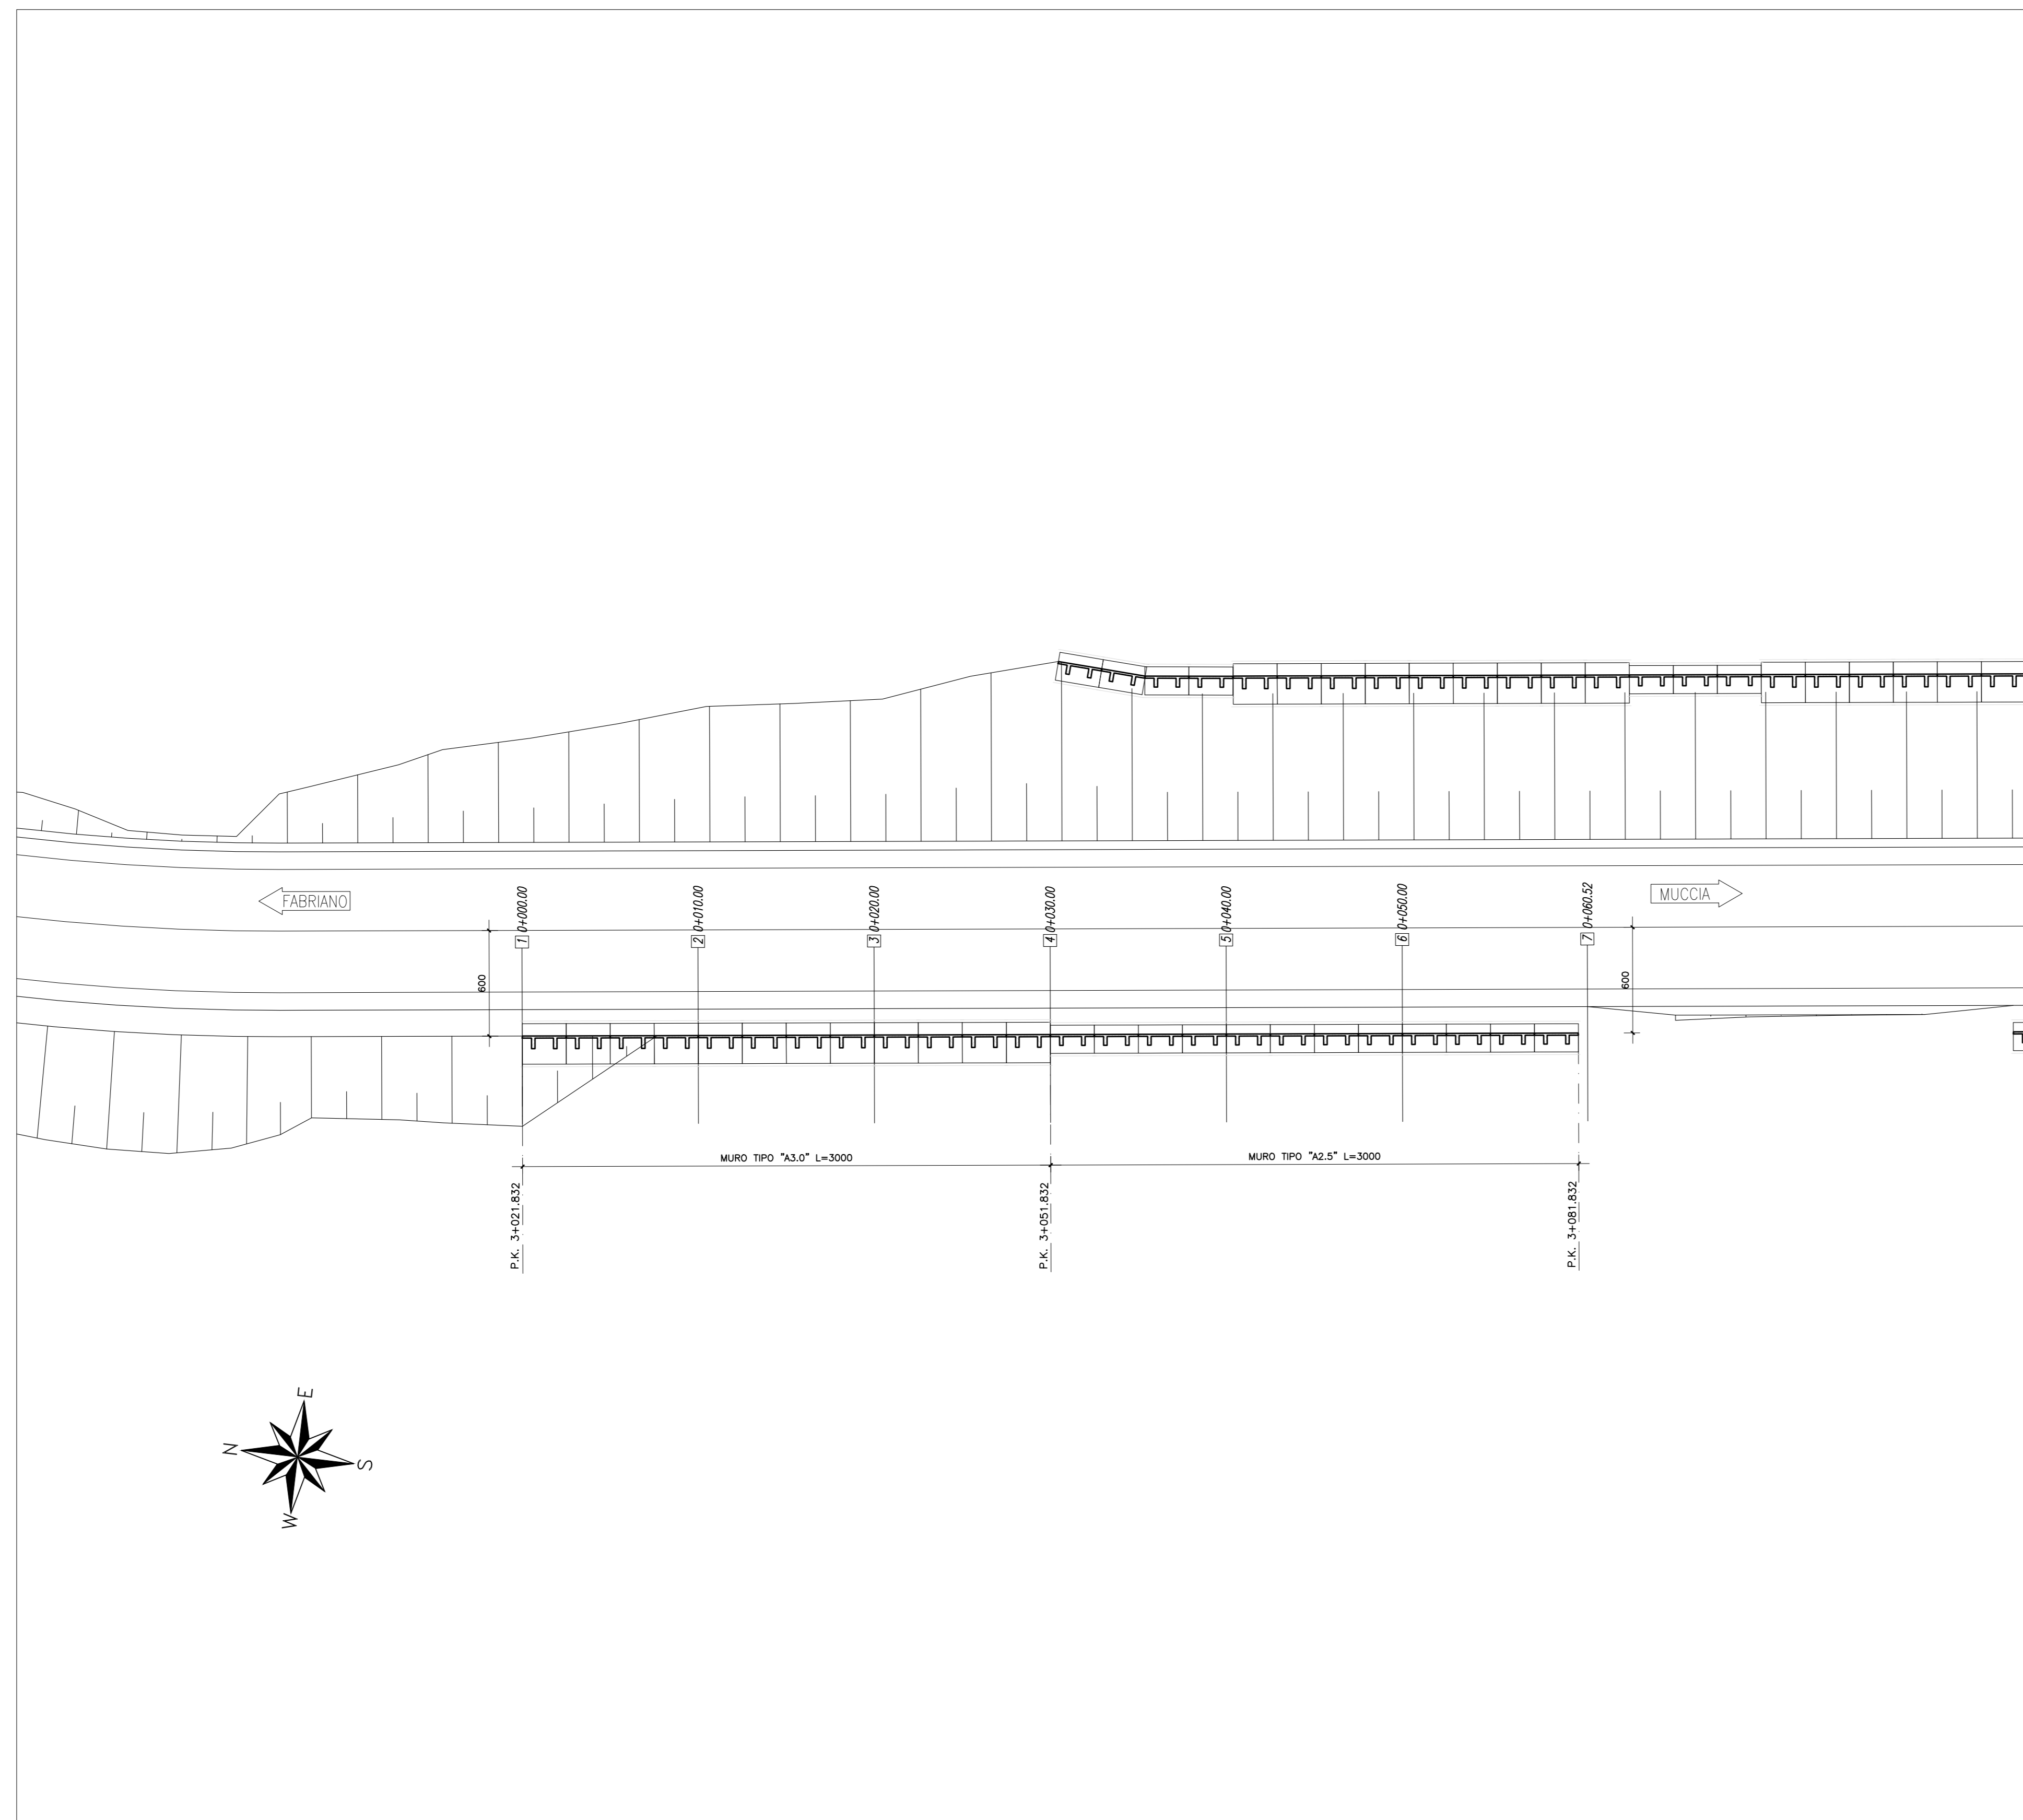 FABRIANO
MUCCIA
1 0+000.00
2 0+010.00
3 0+020.00
4 0+030.00
5 0+040.00
6 0+050.00
7 0+060.52
600
600
MURO TIPO "A3.0" L=3000
MURO TIPO "A2.5" L=3000
P.K. 3+021.832
P.K. 3+051.832
P.K. 3+081.832
E
N
S
W